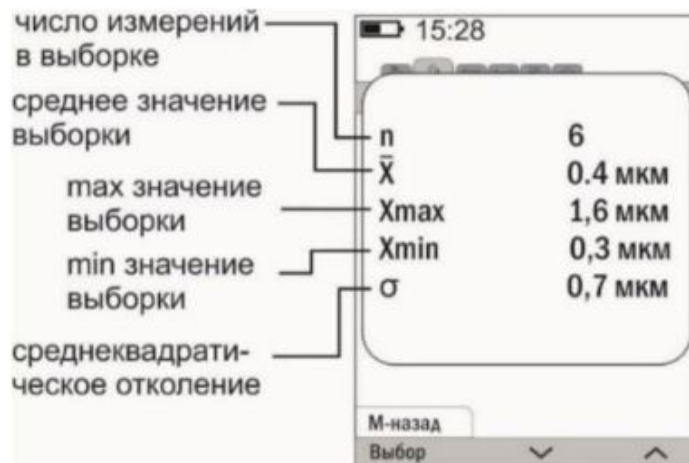 число измерений
в выборке
среднее значение
выборки
max значение
выборки
min значение
выборки
среднеквадрати-
ческое отколение
15:28
n 6
X̅ 0.4 мкм
Xmax 1,6 мкм
Xmin 0,3 мкм
σ 0,7 мкм
М-назад
Выбор